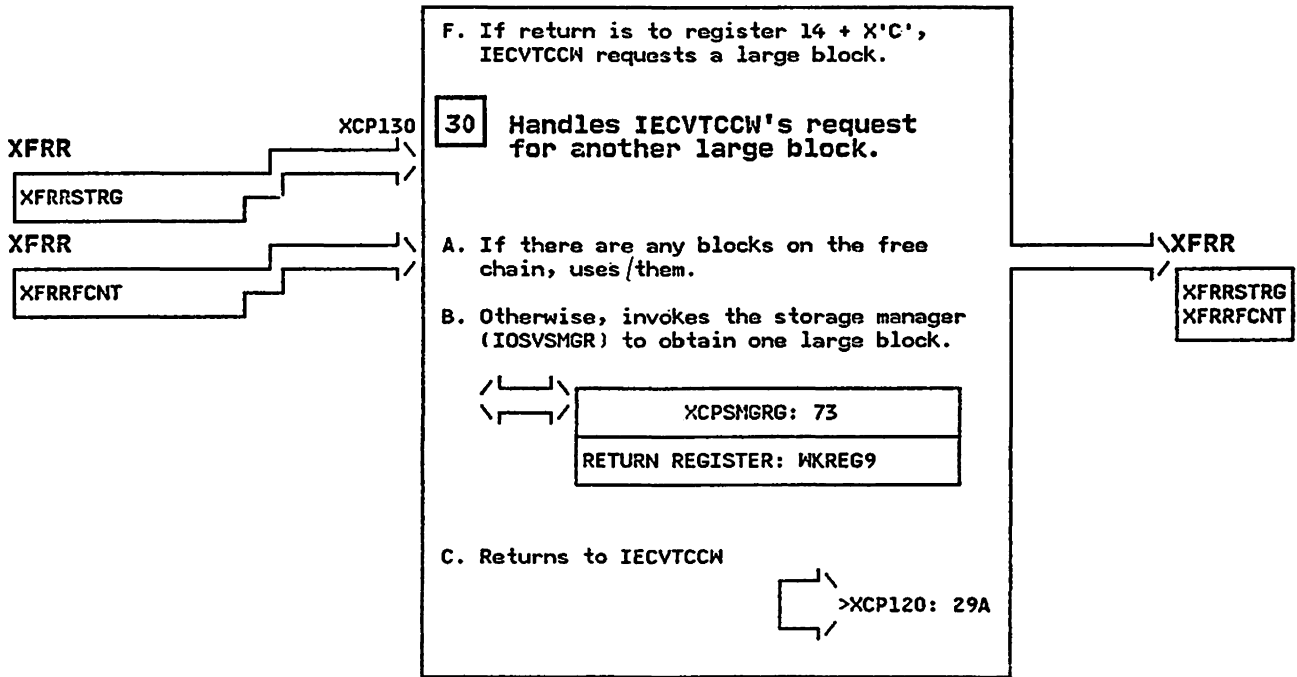 F. If return is to register 14 + X'C',
IECVTCCW requests a large block.
XCP130
30 Handles IECVTCCW's request
for another large block.
XFRR
XFRRSTRG
XFRR
XFRRFCNT
A. If there are any blocks on the free
chain, uses them.
XFRR
XFRRSTRG
XFRRFCNT
B. Otherwise, invokes the storage manager
(IOSVSMGR) to obtain one large block.
XCPSMGRG: 73
RETURN REGISTER: WKREG9
C. Returns to IECVTCCW
>XCP120: 29A